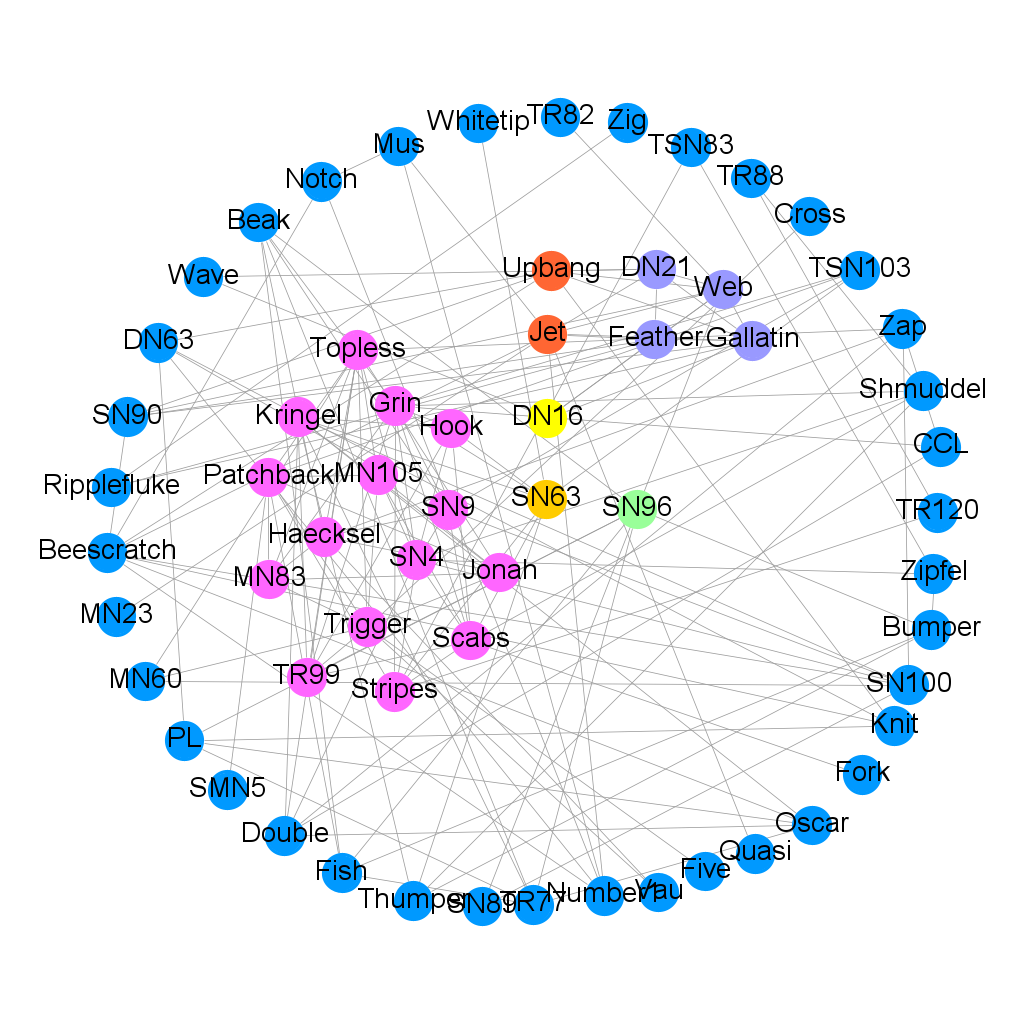 Whitetip
TR82
Zig
Mus
TSN83
Notch
TR88
Beak
Cross
Wave
Upbang
DN21
Web
TSN103
DN63
Topless
Jet
Feather
Gallatin
Zap
SN90
Kringel
Grin
Hook
DN16
Shmuddel
CCL
Ripplefluke
Patchback
MN105
SN9
SN63
SN96
TR120
Beescratch
Haecksel
SN4
Jonah
Zipfel
MN23
MN83
Trigger
Scabs
Bumper
MN60
TR99
Stripes
SN100
PL
Knit
SMN5
Fork
Double
Oscar
Fish
Quasi
Five
Thumper
SN89
TR77
Number1
Vau